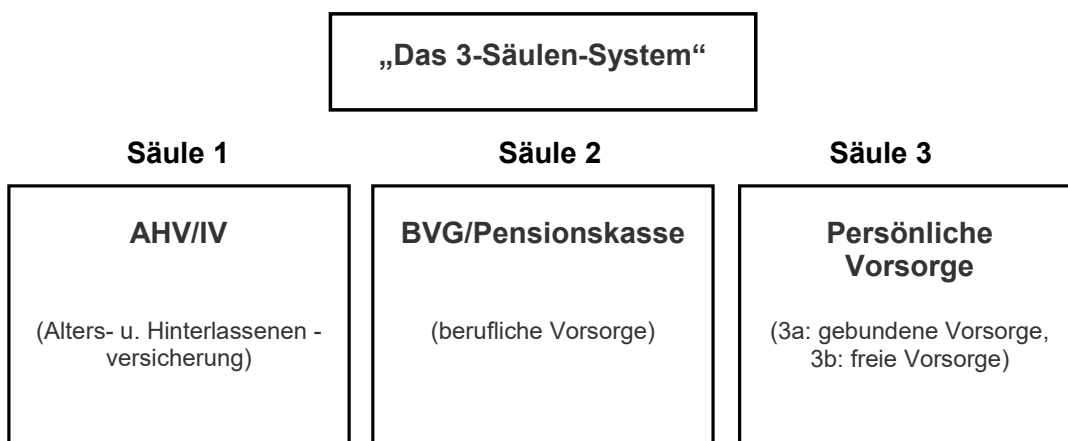 „Das 3-Säulen-System“
Säule 1
Säule 2
Säule 3
AHV/IV
(Alters- u. Hinterlassenen -
versicherung)
BVG/Pensionskasse
(berufliche Vorsorge)
Persönliche
Vorsorge
(3a: gebundene Vorsorge,
3b: freie Vorsorge)